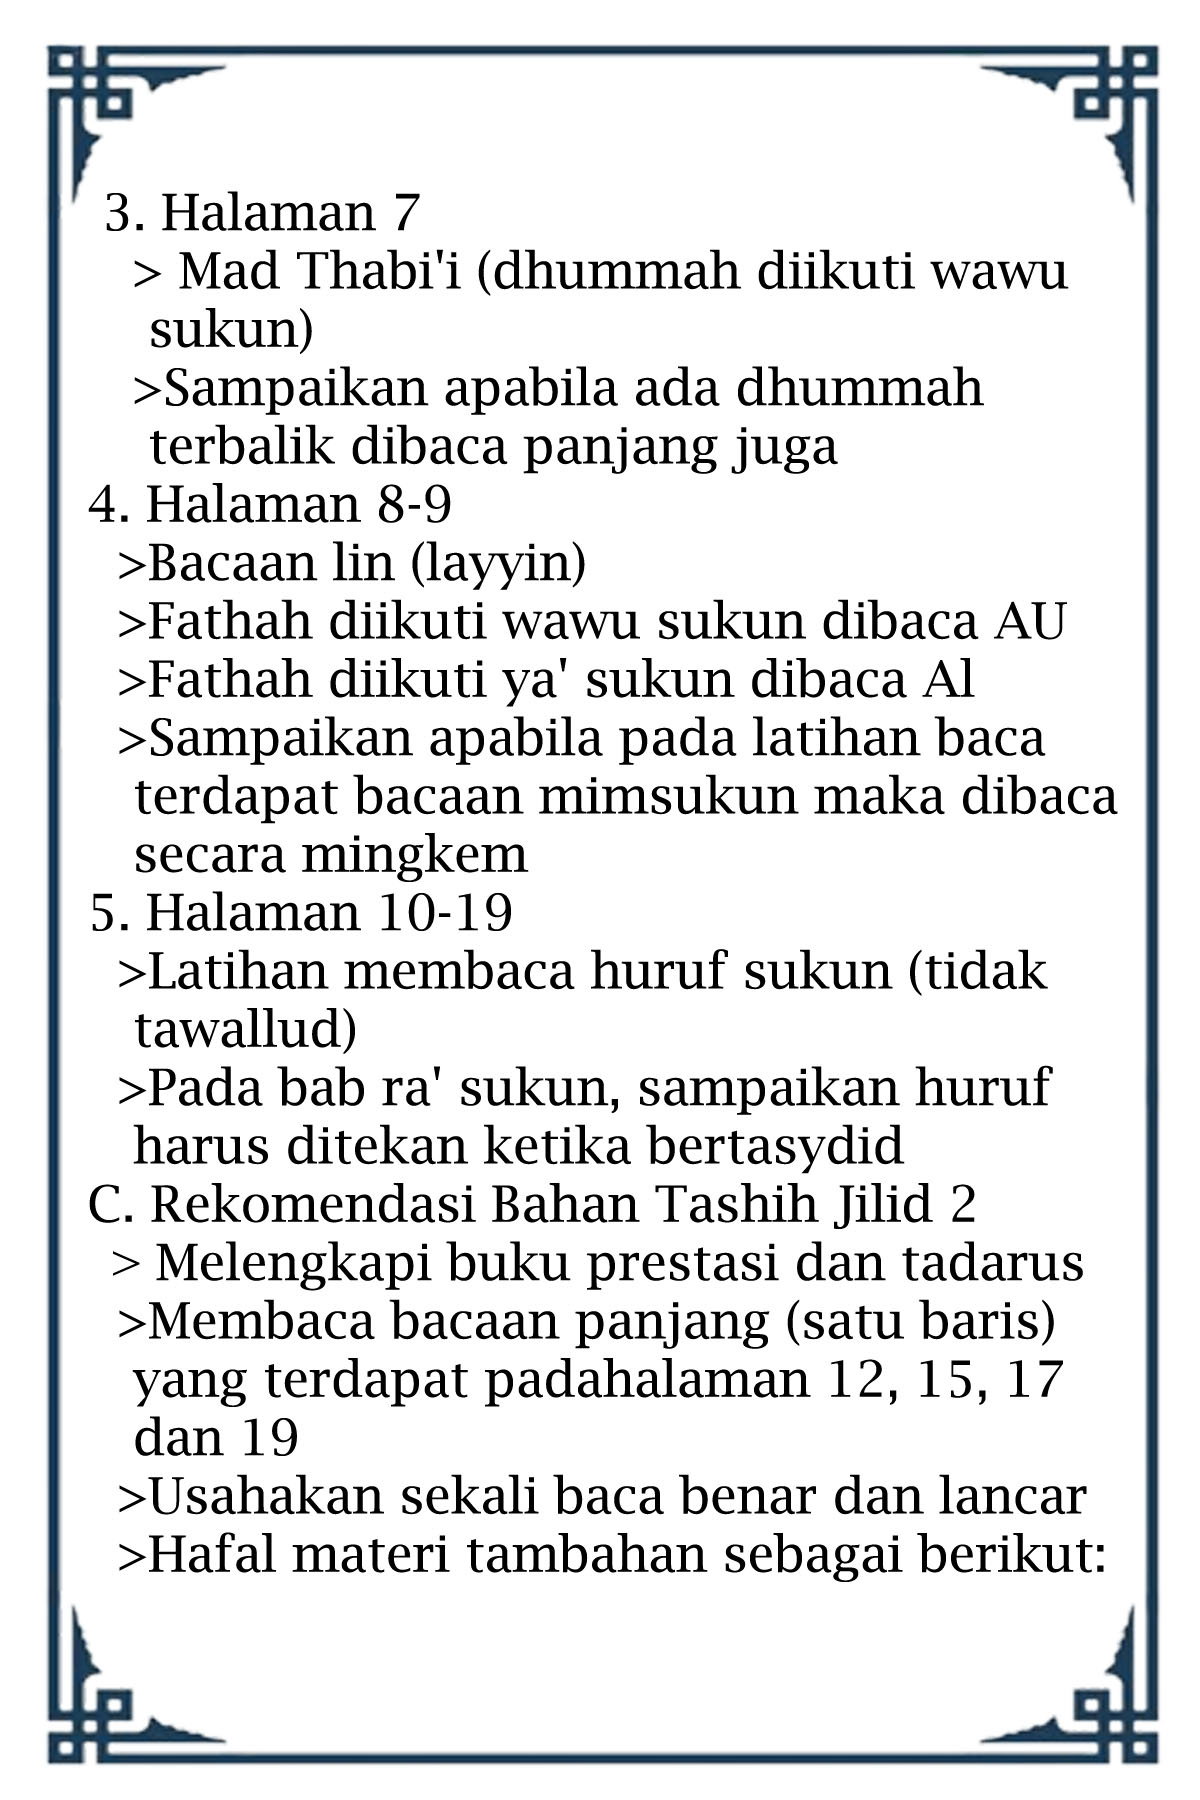 3. Halaman 7
> Mad Thabi'i (dhummah diikuti wawu
sukun)
>Sampaikan apabila ada dhummah
terbalik dibaca panjang juga
4. Halaman 8-9
>Bacaan lin (layyin)
>Fathah diikuti wawu sukun dibaca AU
>Fathah diikuti ya' sukun dibaca Al
>Sampaikan apabila pada latihan baca
terdapat bacaan mimsukun maka dibaca
secara mingkem
5. Halaman 10-19
>Latihan membaca huruf sukun (tidak
tawallud)
>Pada bab ra' sukun, sampaikan huruf
harus ditekan ketika bertasydid
C. Rekomendasi Bahan Tashih Jilid 2
> Melengkapi buku prestasi dan tadarus
>Membaca bacaan panjang (satu baris)
yang terdapat padahalaman 12, 15, 17
dan 19
>Usahakan sekali baca benar dan lancar
>Hafal materi tambahan sebagai berikut: